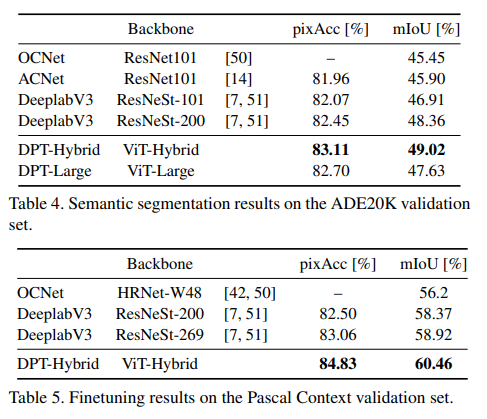 Backbone pixAcc [%] mIoU [%]
OCNet ResNet101 [50] – 45.45
ACNet ResNet101 [14] 81.96 45.90
DeeplabV3 ResNeSt-101 [7, 51] 82.07 46.91
DeeplabV3 ResNeSt-200 [7, 51] 82.45 48.36
DPT-Hybrid ViT-Hybrid 83.11 49.02
DPT-Large ViT-Large 82.70 47.63
Table 4. Semantic segmentation results on the ADE20K validation
set.
Backbone pixAcc [%] mIoU [%]
OCNet HRNet-W48 [42, 50] – 56.2
DeeplabV3 ResNeSt-200 [7, 51] 82.50 58.37
DeeplabV3 ResNeSt-269 [7, 51] 83.06 58.92
DPT-Hybrid ViT-Hybrid 84.83 60.46
Table 5. Finetuning results on the Pascal Context validation set.